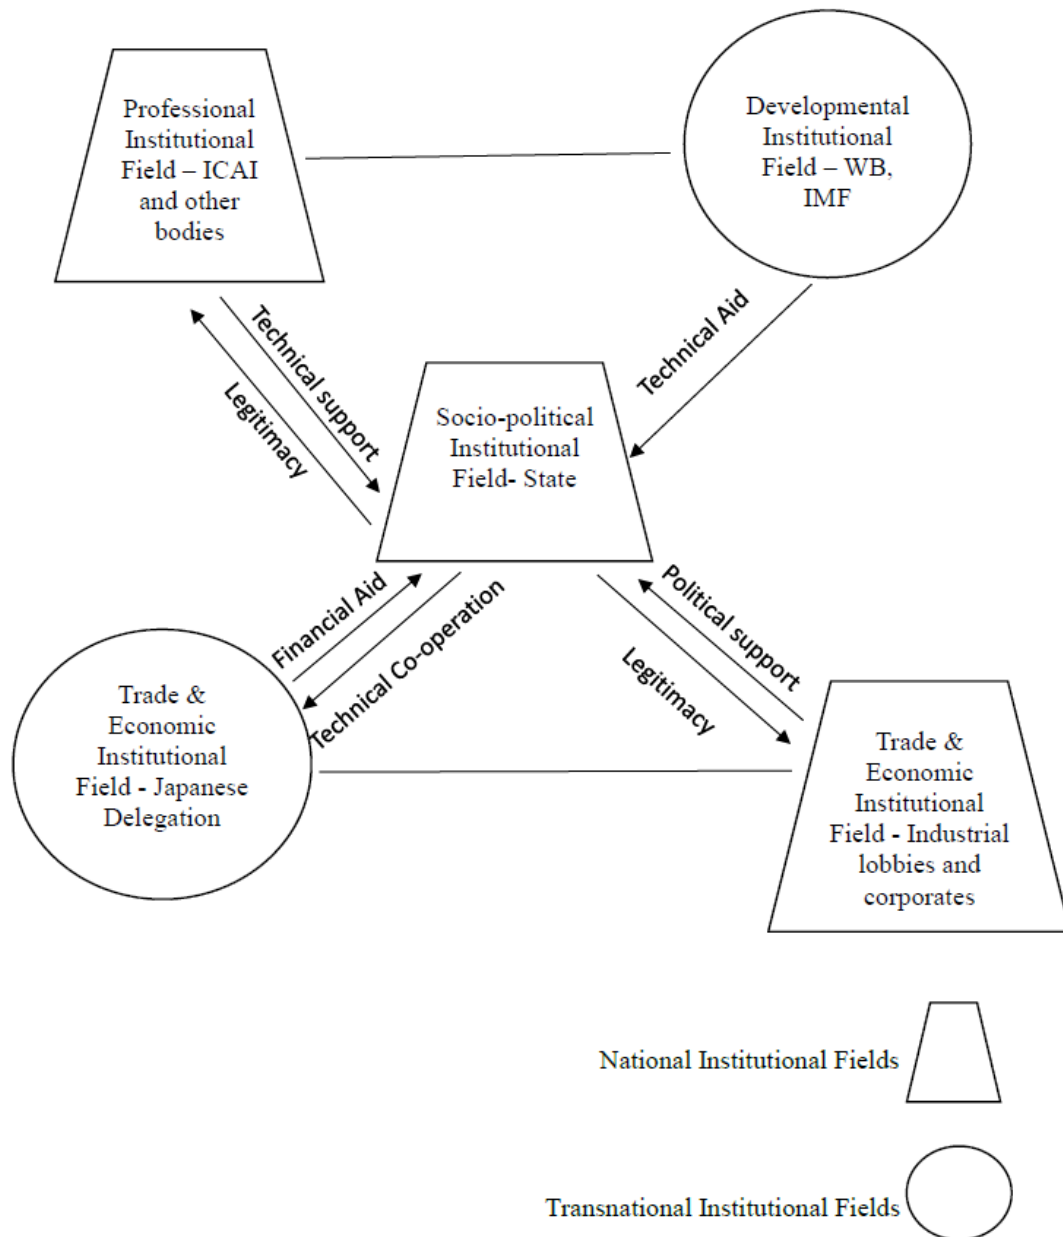 Professional
Institutional
Field – ICAI
and other
bodies
Developmental
Institutional
Field – WB,
IMF
Technical support
Legitimacy
Technical Aid
Socio-political
Institutional
Field- State
Financial Aid
Technical Co-operation
Political support
Legitimacy
Trade &
Economic
Institutional
Field - Japanese
Delegation
Trade &
Economic
Institutional
Field - Industrial
lobbies and
corporates
National Institutional Fields
Transnational Institutional Fields